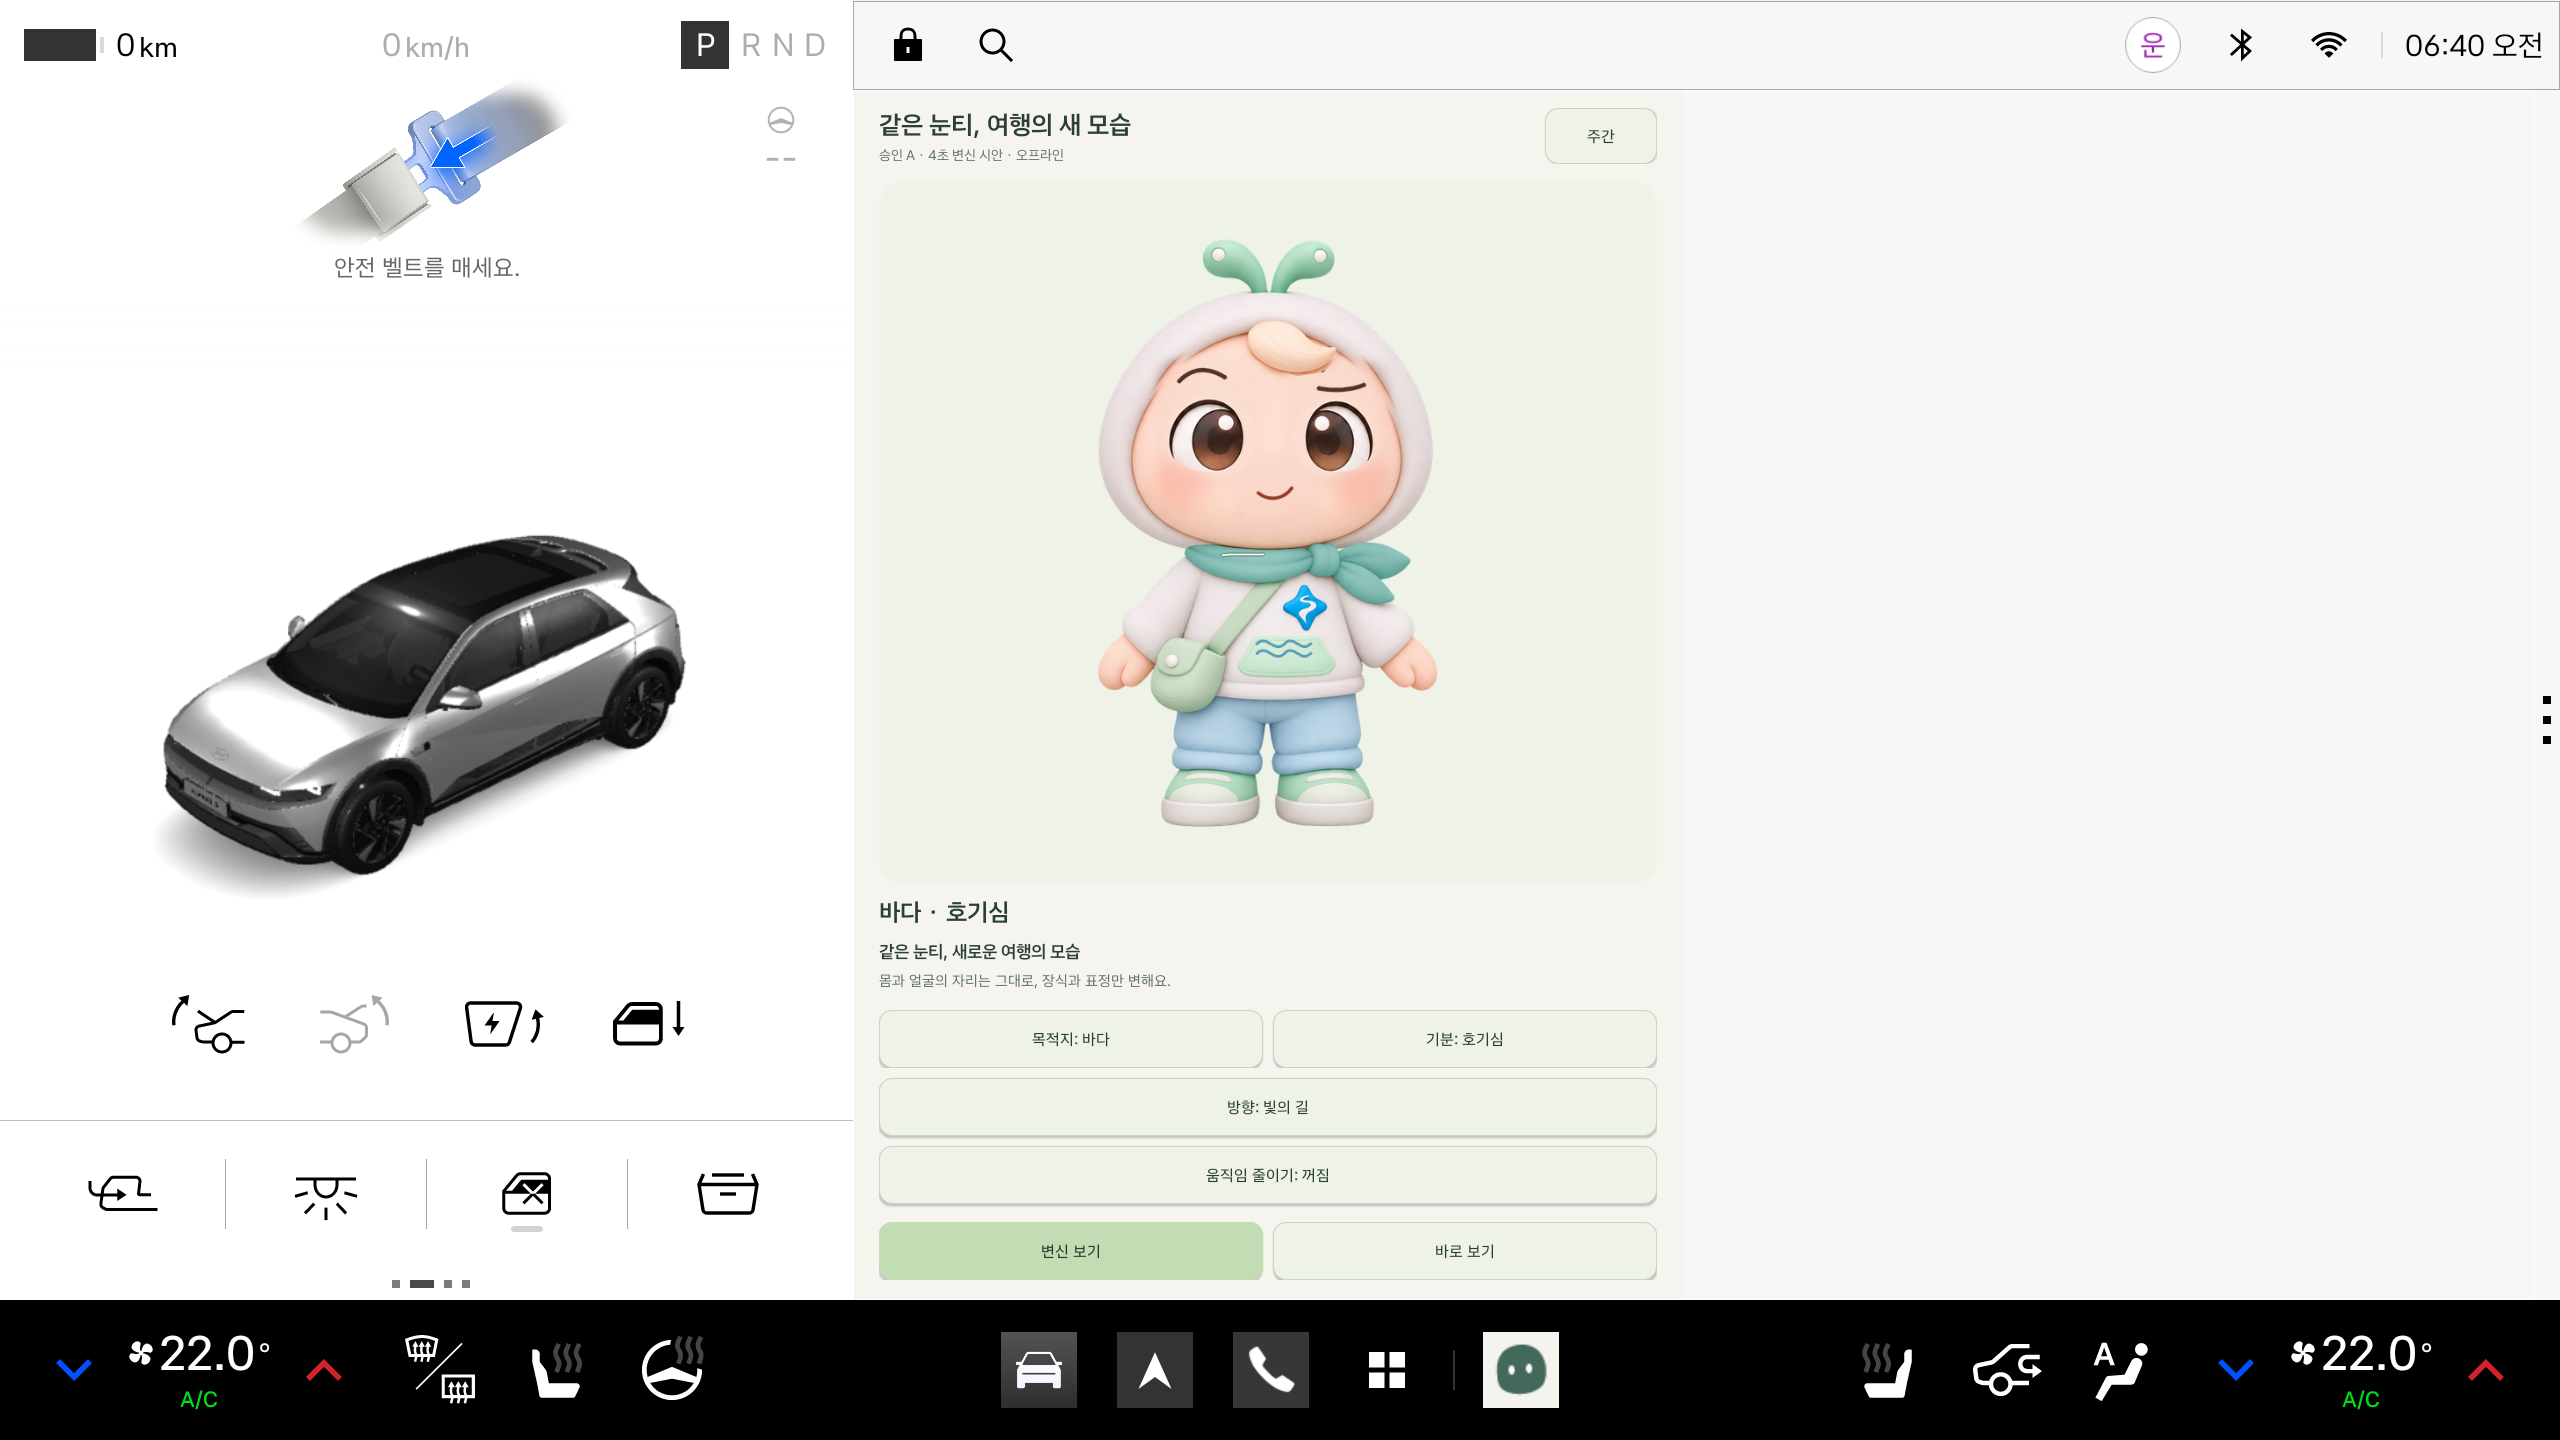 0 km
0 km/h
P R N D
운
06:40 오전
안전 벨트를 매세요.
같은 눈티, 여행의 새 모습
승인 A · 4초 변신 시안 · 오프라인
주간
바다 · 호기심
같은 눈티, 새로운 여행의 모습
몸과 얼굴의 자리는 그대로, 장식과 표정만 변해요.
목적지: 바다
기분: 호기심
방향: 빛의 길
움직임 줄이기: 꺼짐
변신 보기
바로 보기
22.0°
A/C
A
22.0°
A/C